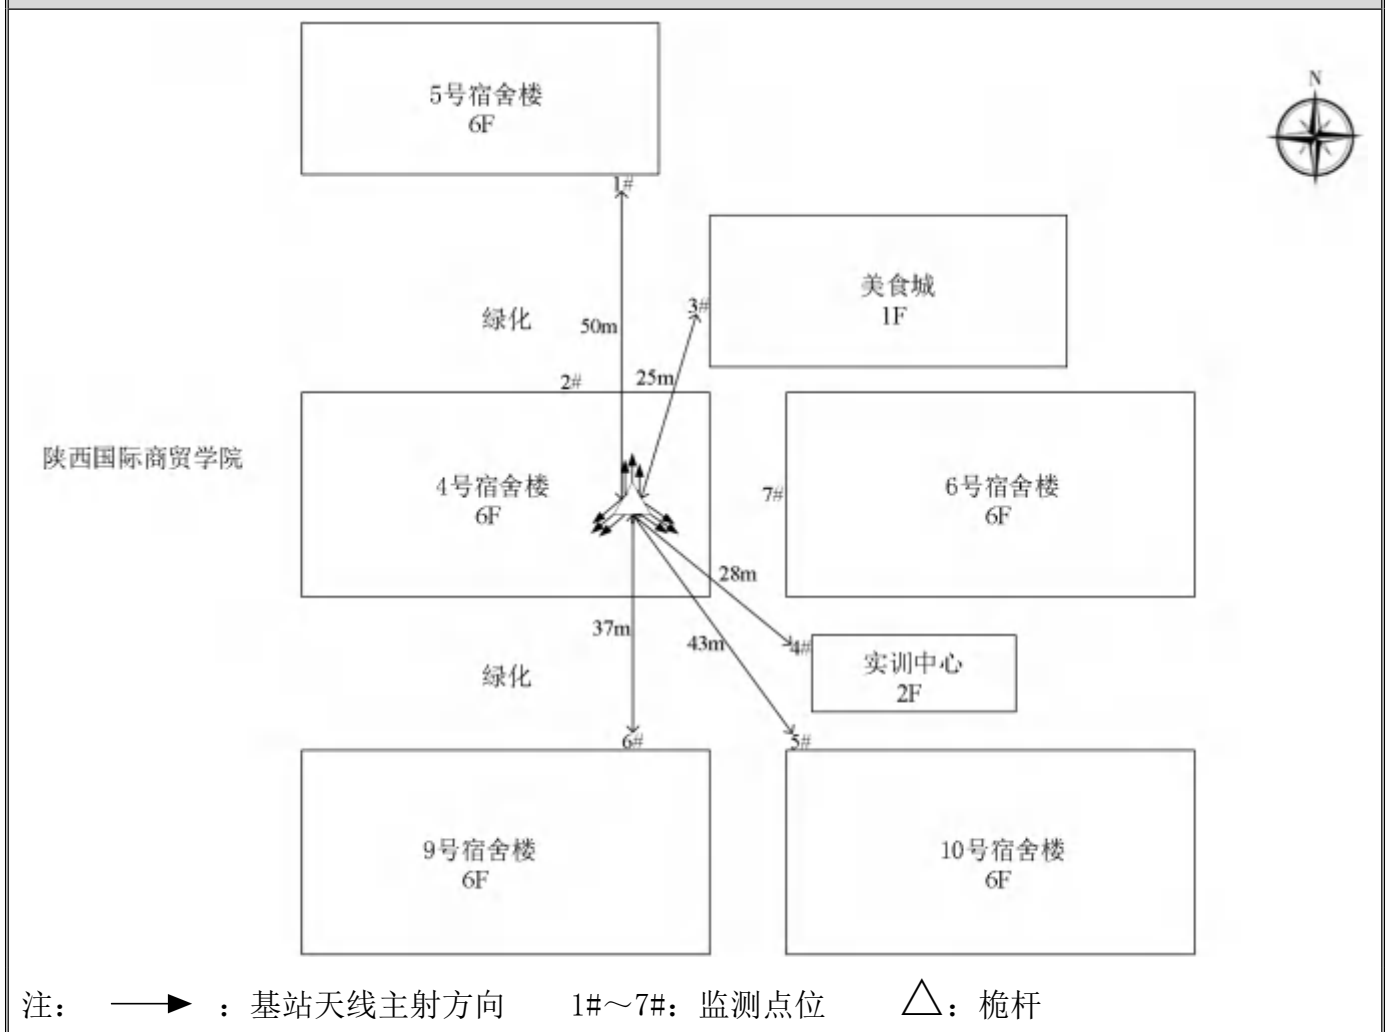 5号宿舍楼
6F
N
1#
美食城
1F
3#
绿化
50m
2#
25m
陕西国际商贸学院
4号宿舍楼
6F
7#
6号宿舍楼
6F
28m
37m
43m
4#
实训中心
2F
绿化
6#
5#
9号宿舍楼
6F
10号宿舍楼
6F
注： ：基站天线主射方向 1#～7#：监测点位 ：桅杆